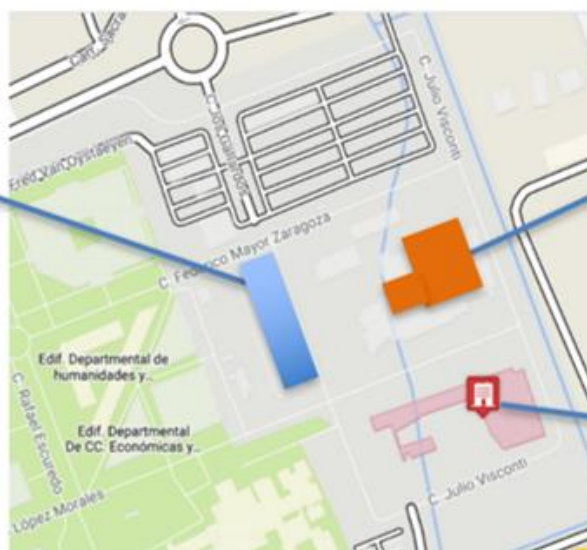 C. Julio Visconti
C. Federico Mayor Zaragoza
Edif. Departmental de
humanidades y..
Edif. Departmental
De CC. Económicas y..
C. Rafael Escuredo
López Morales
C. Julio Visconti